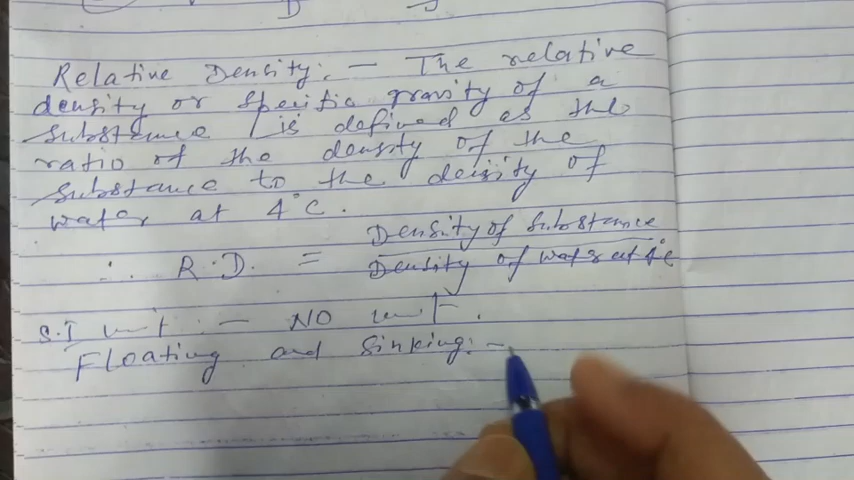 D
Relative Density: - The relative
density or specific gravity of a
substance is defined as the
ratio of the density of the
substance to the density of
water at 4°C.
∴ R.D. = Density of substance
Density of water at 4°C
S.I unit: - NO unit.
Floating and Sinking: -